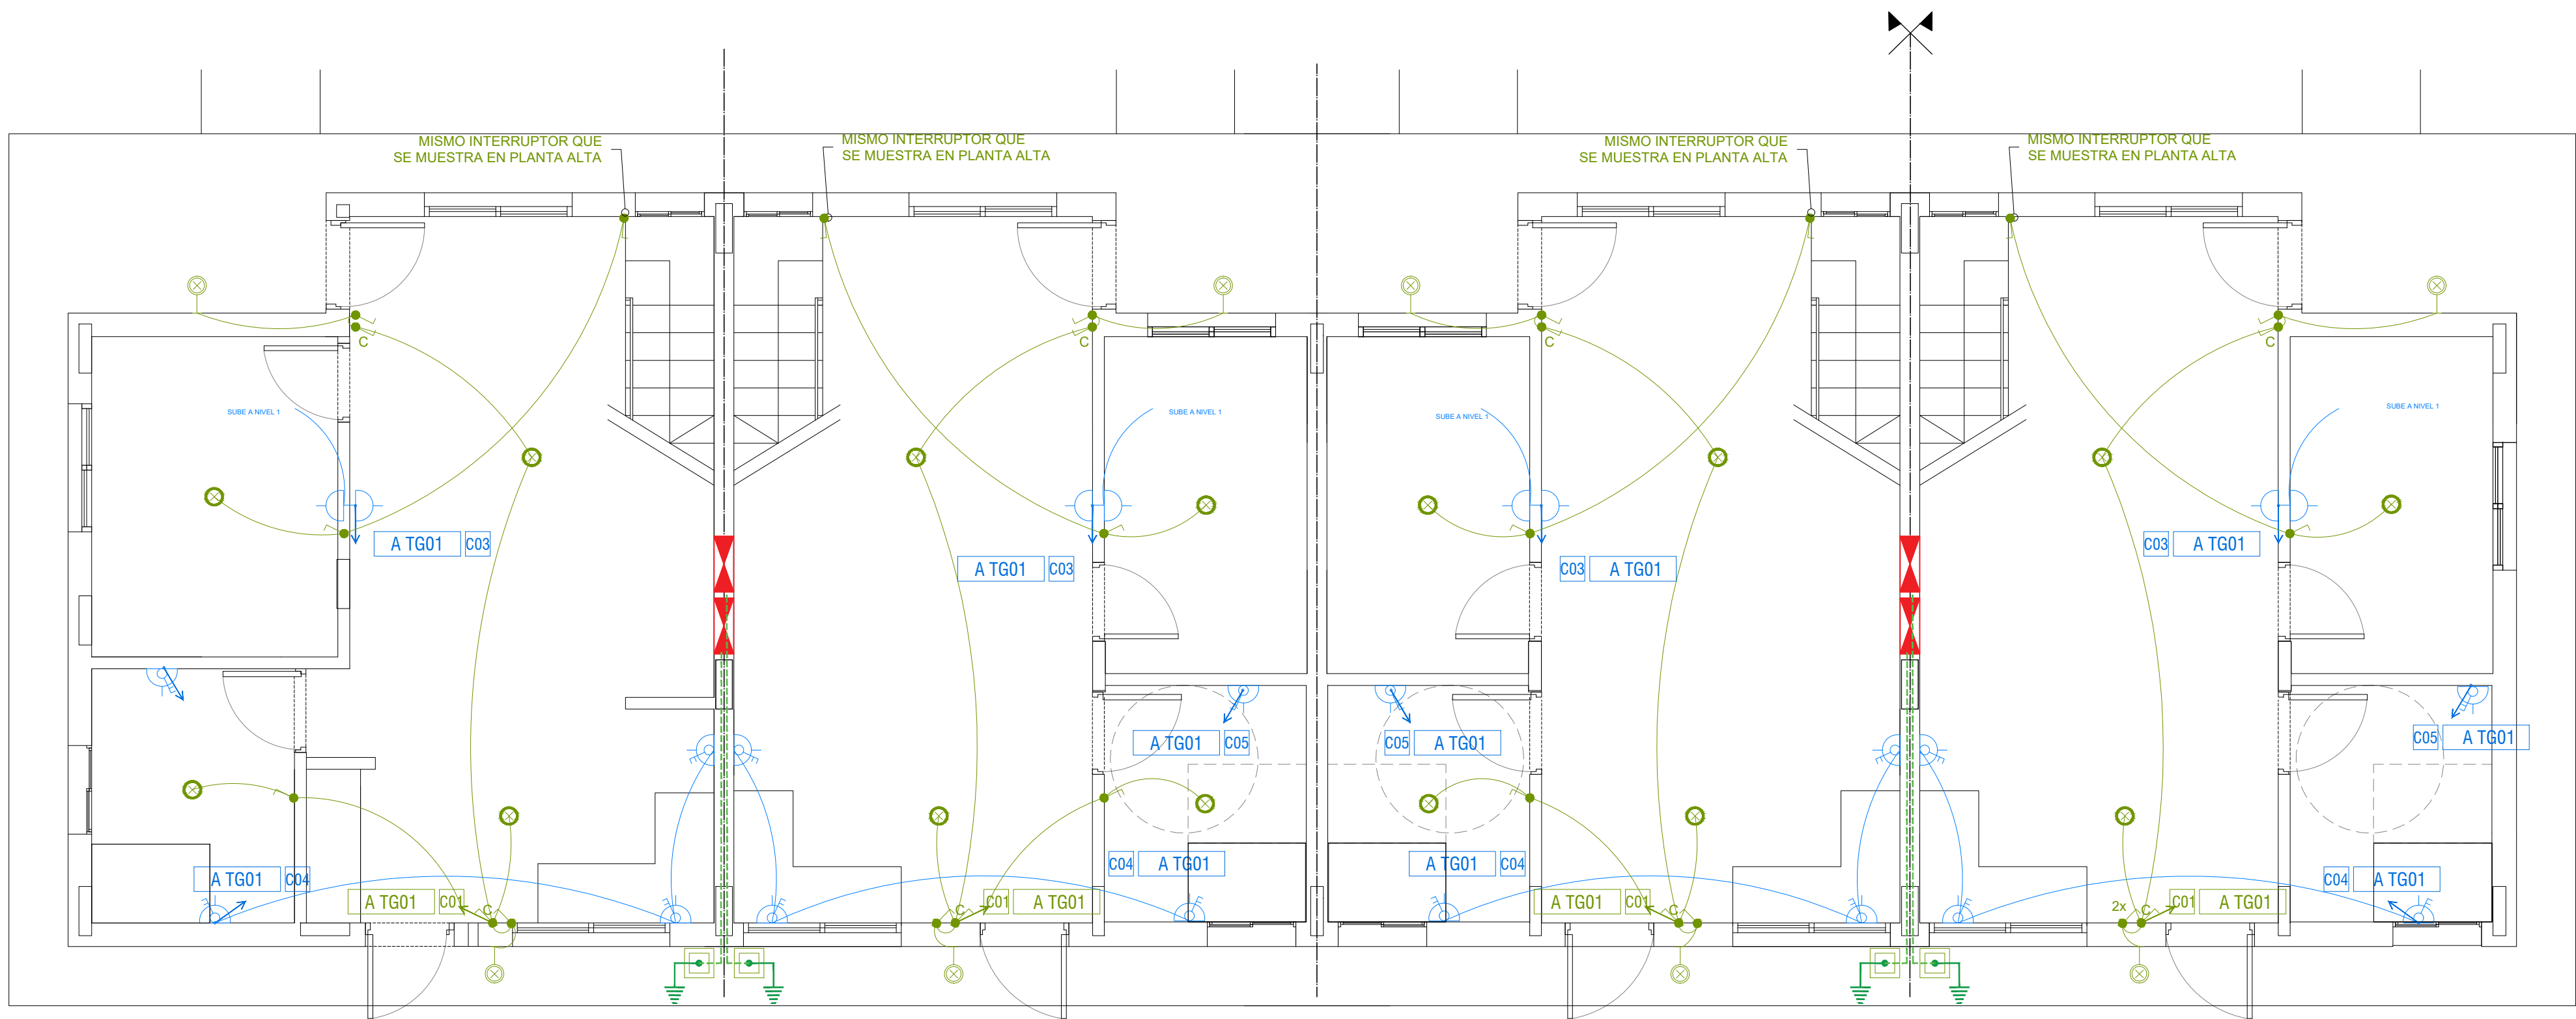 MISMO INTERRUPTOR QUE
SE MUESTRA EN PLANTA ALTA
MISMO INTERRUPTOR QUE
SE MUESTRA EN PLANTA ALTA
MISMO INTERRUPTOR QUE
SE MUESTRA EN PLANTA ALTA
MISMO INTERRUPTOR QUE
SE MUESTRA EN PLANTA ALTA
C
C
C
C
SUBE A NIVEL 1
SUBE A NIVEL 1
SUBE A NIVEL 1
SUBE A NIVEL 1
A TG01 C03
A TG01 C03
C03 A TG01
C03 A TG01
A TG01 C05
C05 A TG01
C05 A TG01
A TG01 C04
C04 A TG01
A TG01 C04
C04 A TG01
A TG01 C01
C
C
C01 A TG01
A TG01 C01
C
2x
C
C01 A TG01